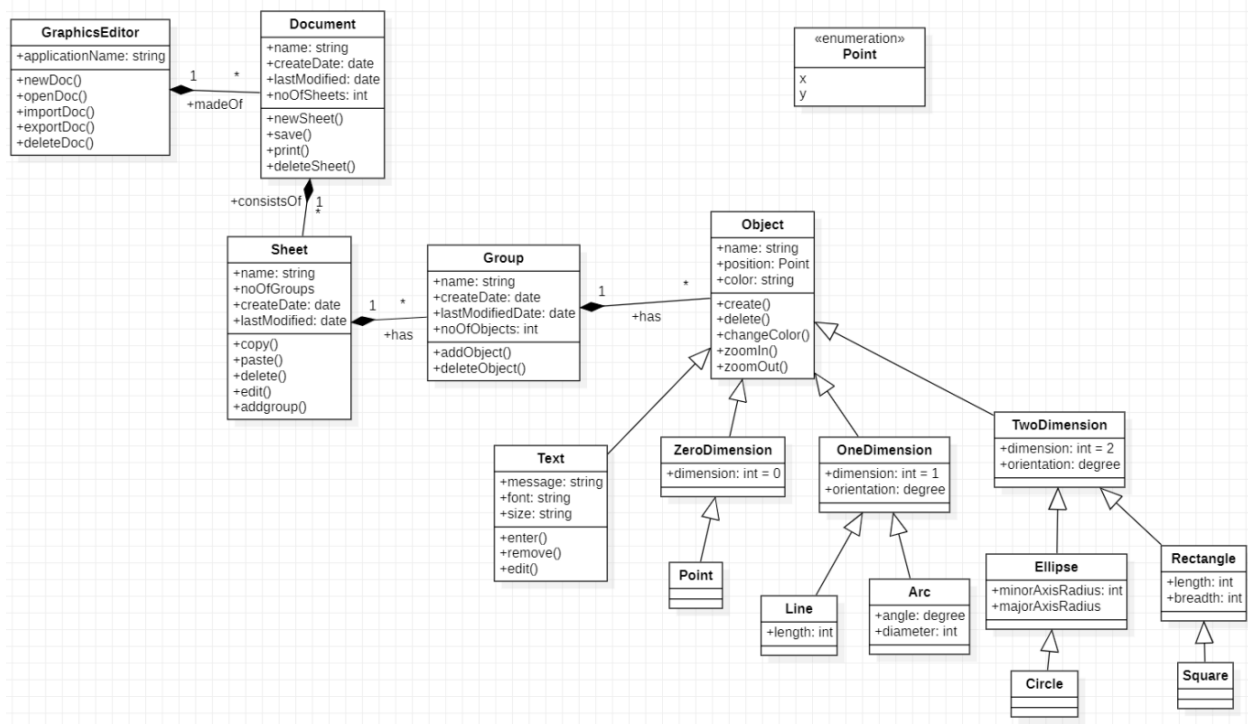 GraphicsEditor
+applicationName: string
+newDoc()
+openDoc()
+importDoc()
+exportDoc()
+deleteDoc()
1
*
+madeOf
Document
+name: string
+createDate: date
+lastModified: date
+noOfSheets: int
+newSheet()
+save()
+print()
+deleteSheet()
«enumeration»
Point
x
y
+consistsOf
1
*
Sheet
+name: string
+noOfGroups
+createDate: date
+lastModified: date
+copy()
+paste()
+delete()
+edit()
+addgroup()
1
*
+has
Group
+name: string
+createDate: date
+lastModifiedDate: date
+noOfObjects: int
+addObject()
+deleteObject()
1
*
+has
Object
+name: string
+position: Point
+color: string
+create()
+delete()
+changeColor()
+zoomIn()
+zoomOut()
Text
+message: string
+font: string
+size: string
+enter()
+remove()
+edit()
ZeroDimension
+dimension: int = 0
OneDimension
+dimension: int = 1
+orientation: degree
TwoDimension
+dimension: int = 2
+orientation: degree
Point
Line
+length: int
Arc
+angle: degree
+diameter: int
Ellipse
+minorAxisRadius: int
+majorAxisRadius
Rectangle
+length: int
+breadth: int
Circle
Square